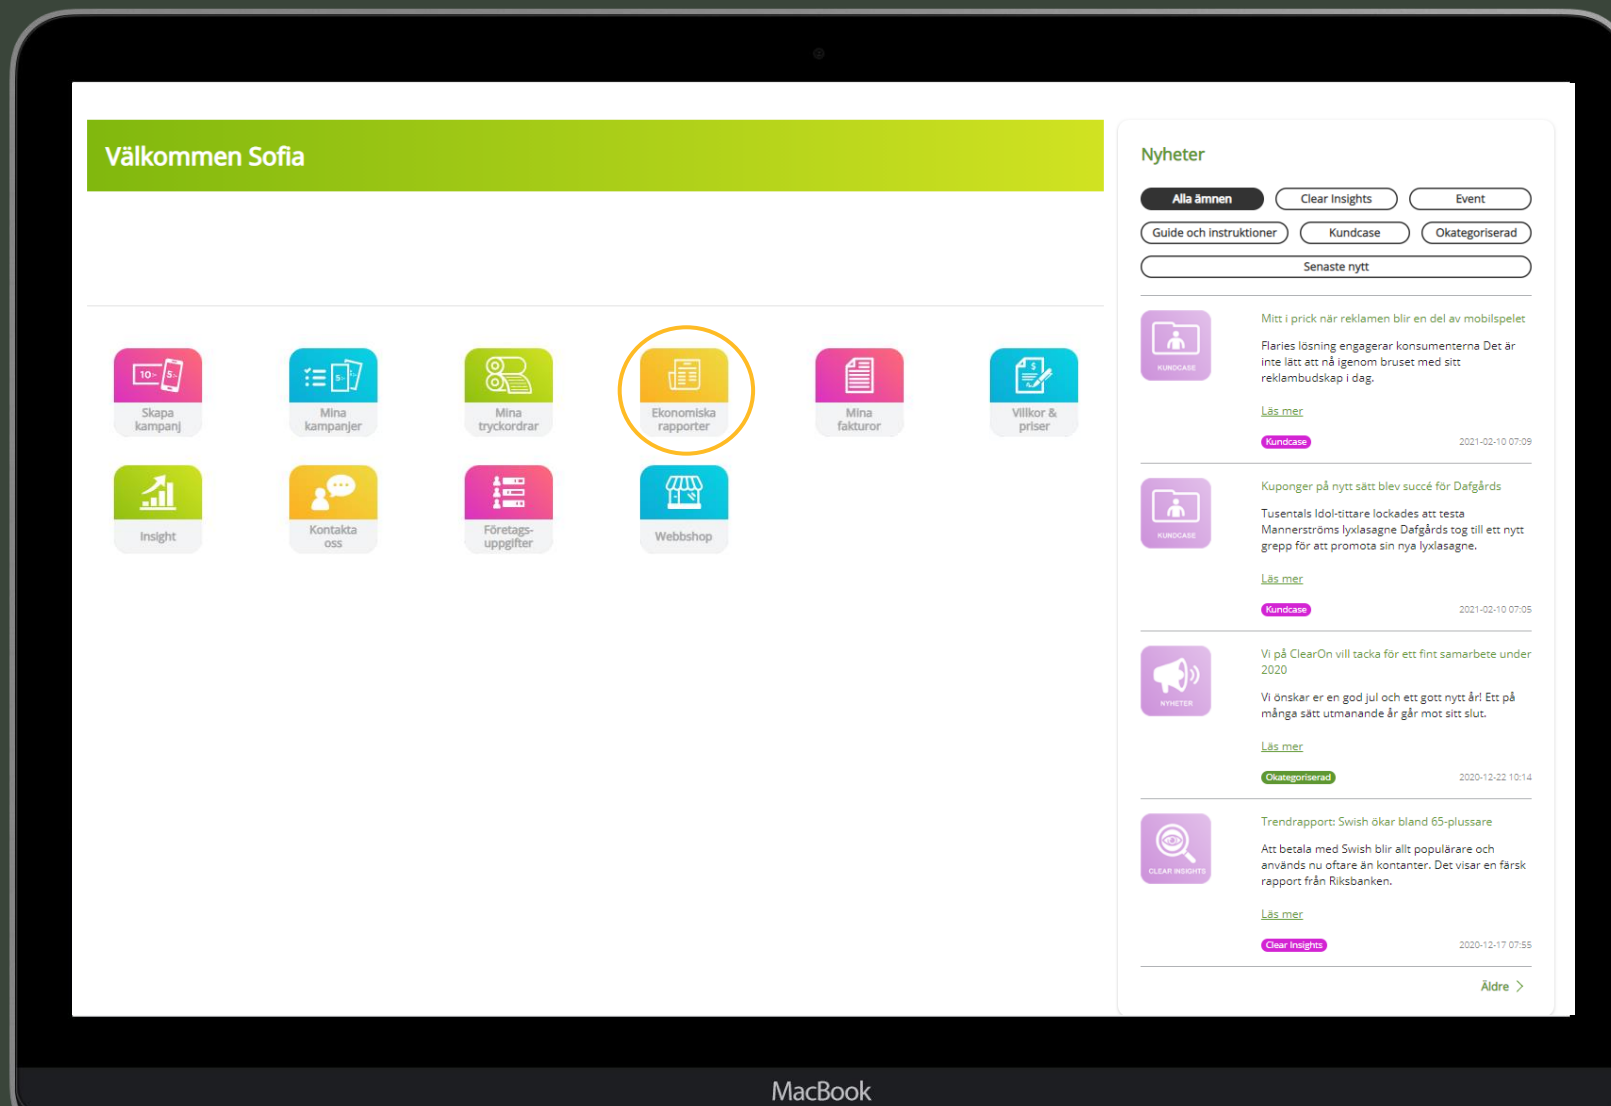 Välkommen Sofia
10:- 5:-
Skapa
kampanj
5:-
Mina
kampanjer
Mina
tryckordrar
Ekonomiska
rapporter
Mina
fakturor
$
Villkor &
priser
Insight
Kontakta
oss
Företags-
uppgifter
Webbshop
Nyheter
Alla ämnen Clear Insights Event
Guide och instruktioner Kundcase Okategoriserad
Senaste nytt
KUNDCASE
Mitt i prick när reklamen blir en del av mobilspelet
Flaries lösning engagerar konsumenterna Det är
inte lätt att nå igenom bruset med sitt
reklambudskap i dag.
Läs mer
Kundcase 2021-02-10 07:09
KUNDCASE
Kuponger på nytt sätt blev succé för Dafgårds
Tusentals Idol-tittare lockades att testa
Mannerströms lyxlasagne Dafgårds tog till ett nytt
grepp för att promota sin nya lyxlasagne.
Läs mer
Kundcase 2021-02-10 07:05
NYHETER
Vi på ClearOn vill tacka för ett fint samarbete under
2020
Vi önskar er en god jul och ett gott nytt år! Ett på
många sätt utmanande år går mot sitt slut.
Läs mer
Okategoriserad 2020-12-22 10:14
CLEAR INSIGHTS
Trendrapport: Swish ökar bland 65-plussare
Att betala med Swish blir allt populärare och
används nu oftare än kontanter. Det visar en färsk
rapport från Riksbanken.
Läs mer
Clear Insights 2020-12-17 07:55
Äldre
MacBook